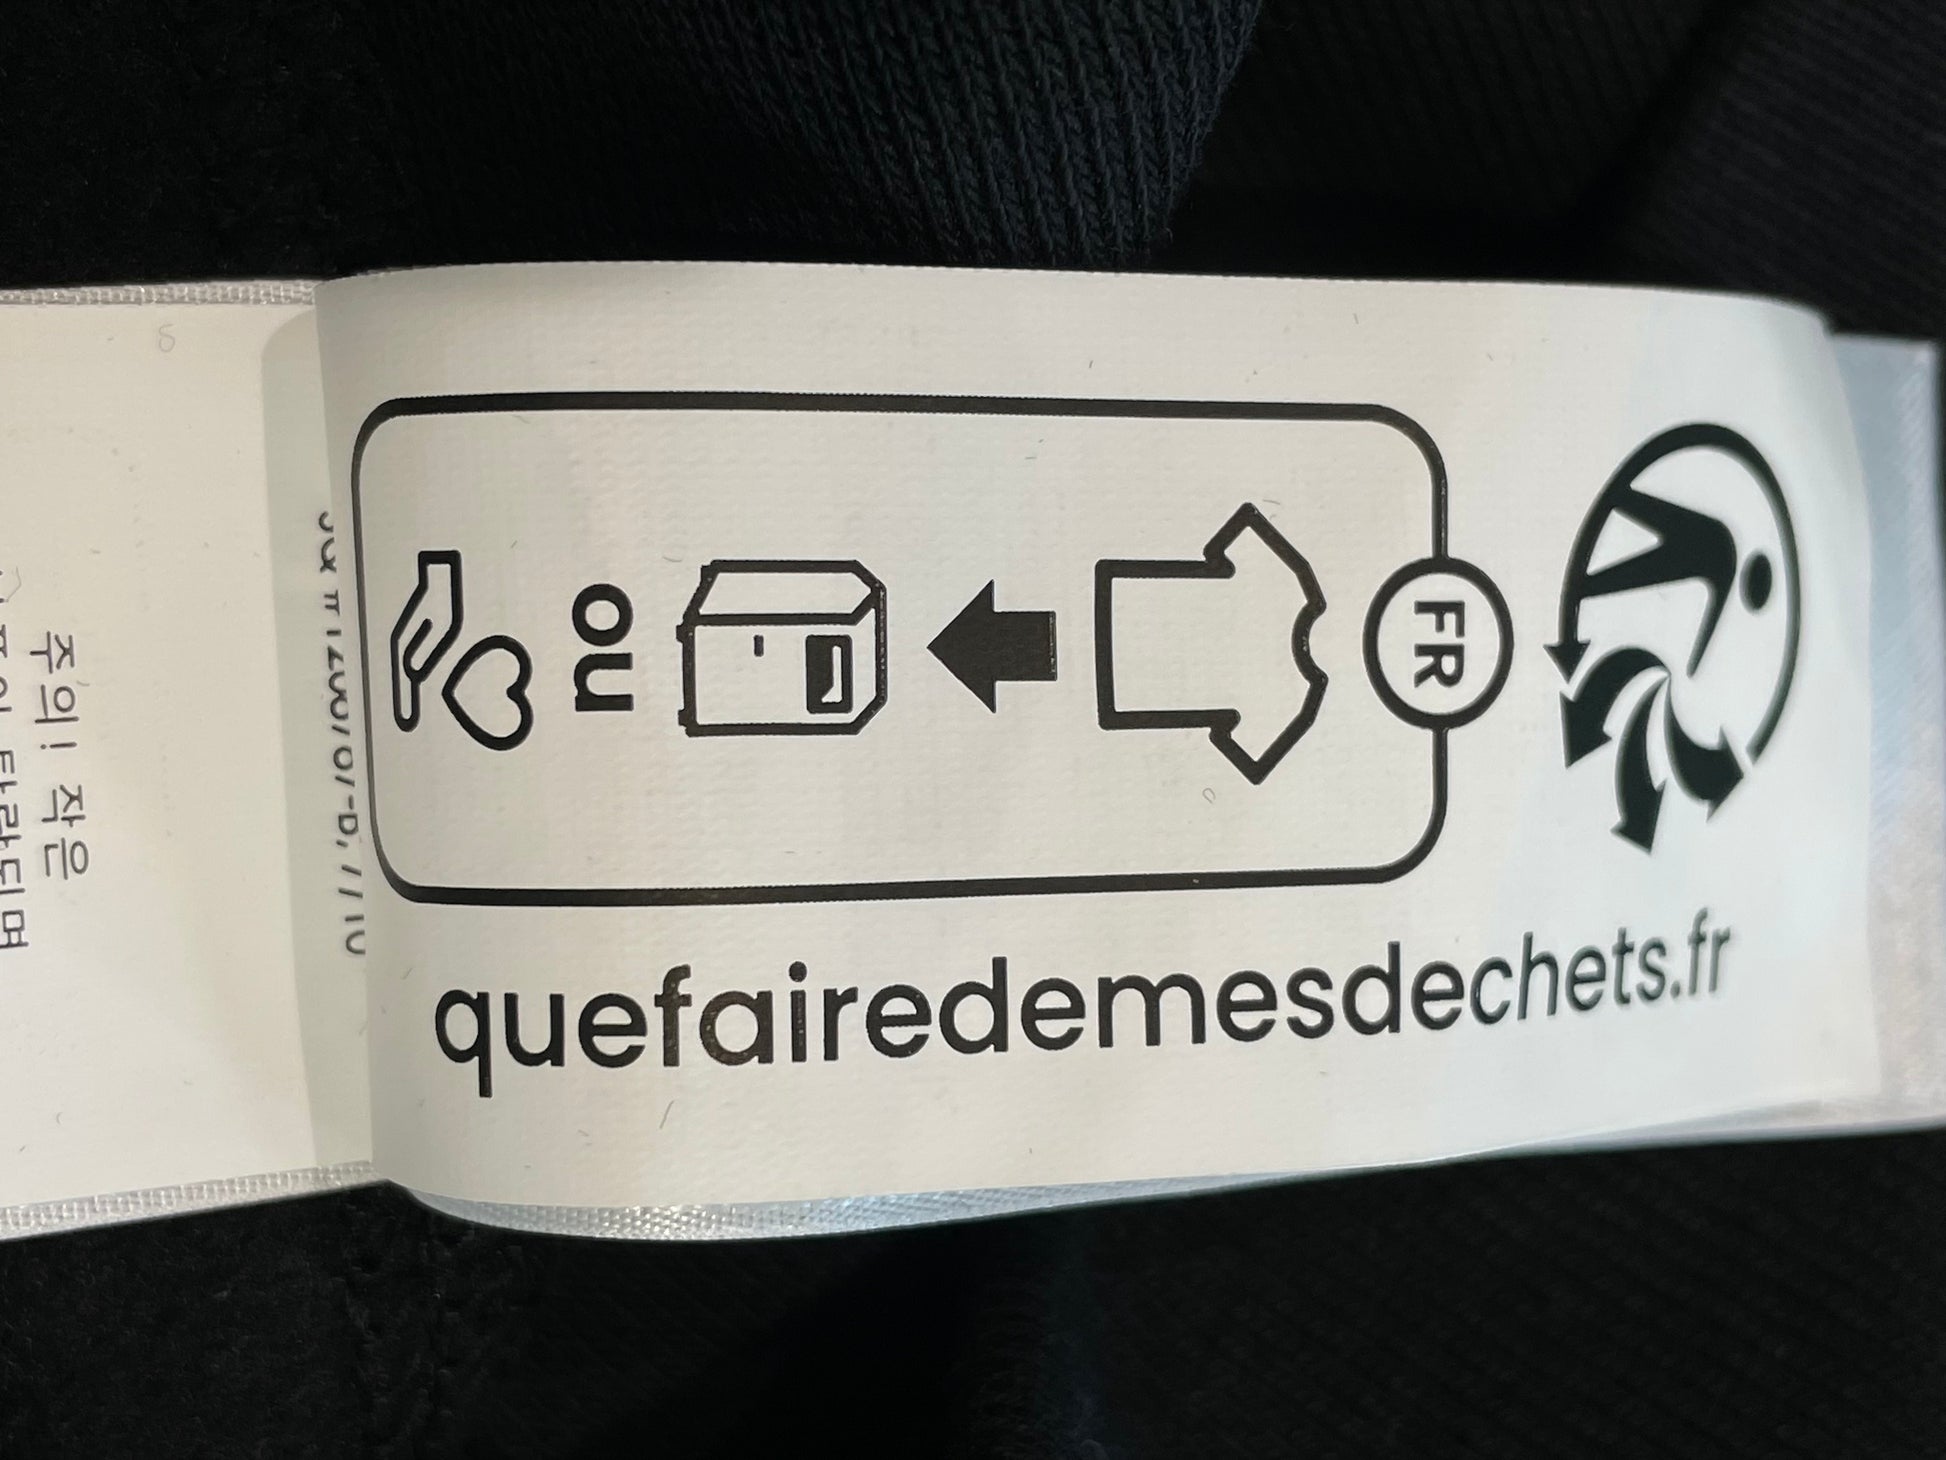 FR
ou
quefairedemesdechets.fr
주의! 작은